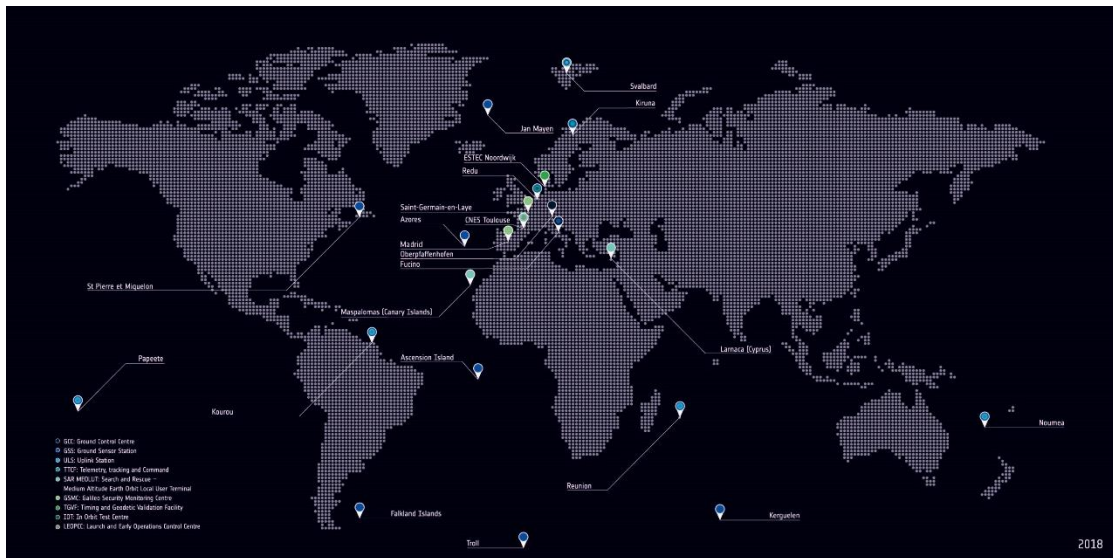 Svalbard
Kiruna
Jan Mayen
ESTEC Noordwijk
Redu
Saint-Germain-en-Laye
Azores
CNES Toulouse
Madrid
Oberpfaffenhofen
Fucino
St Pierre et Miquelon
Maspalomas (Canary Islands)
Larnaca (Cyprus)
Papeete
Ascension Island
Kourou
Noumea
Reunion
Falkland Islands
Kerguelen
Troll
GCC: Ground Control Centre
GSS: Ground Sensor Station
ULS: Uplink Station
TTCF: Telemetry, tracking and Command
SAR MEOLUT: Search and Rescue –
Medium Altitude Earth Orbit Local User Terminal
GSMC: Galileo Security Monitoring Centre
TGVF: Timing and Geodetic Validation Facility
IOT: In Orbit Test Centre
LEOPCC: Launch and Early Operations Control Centre
2018